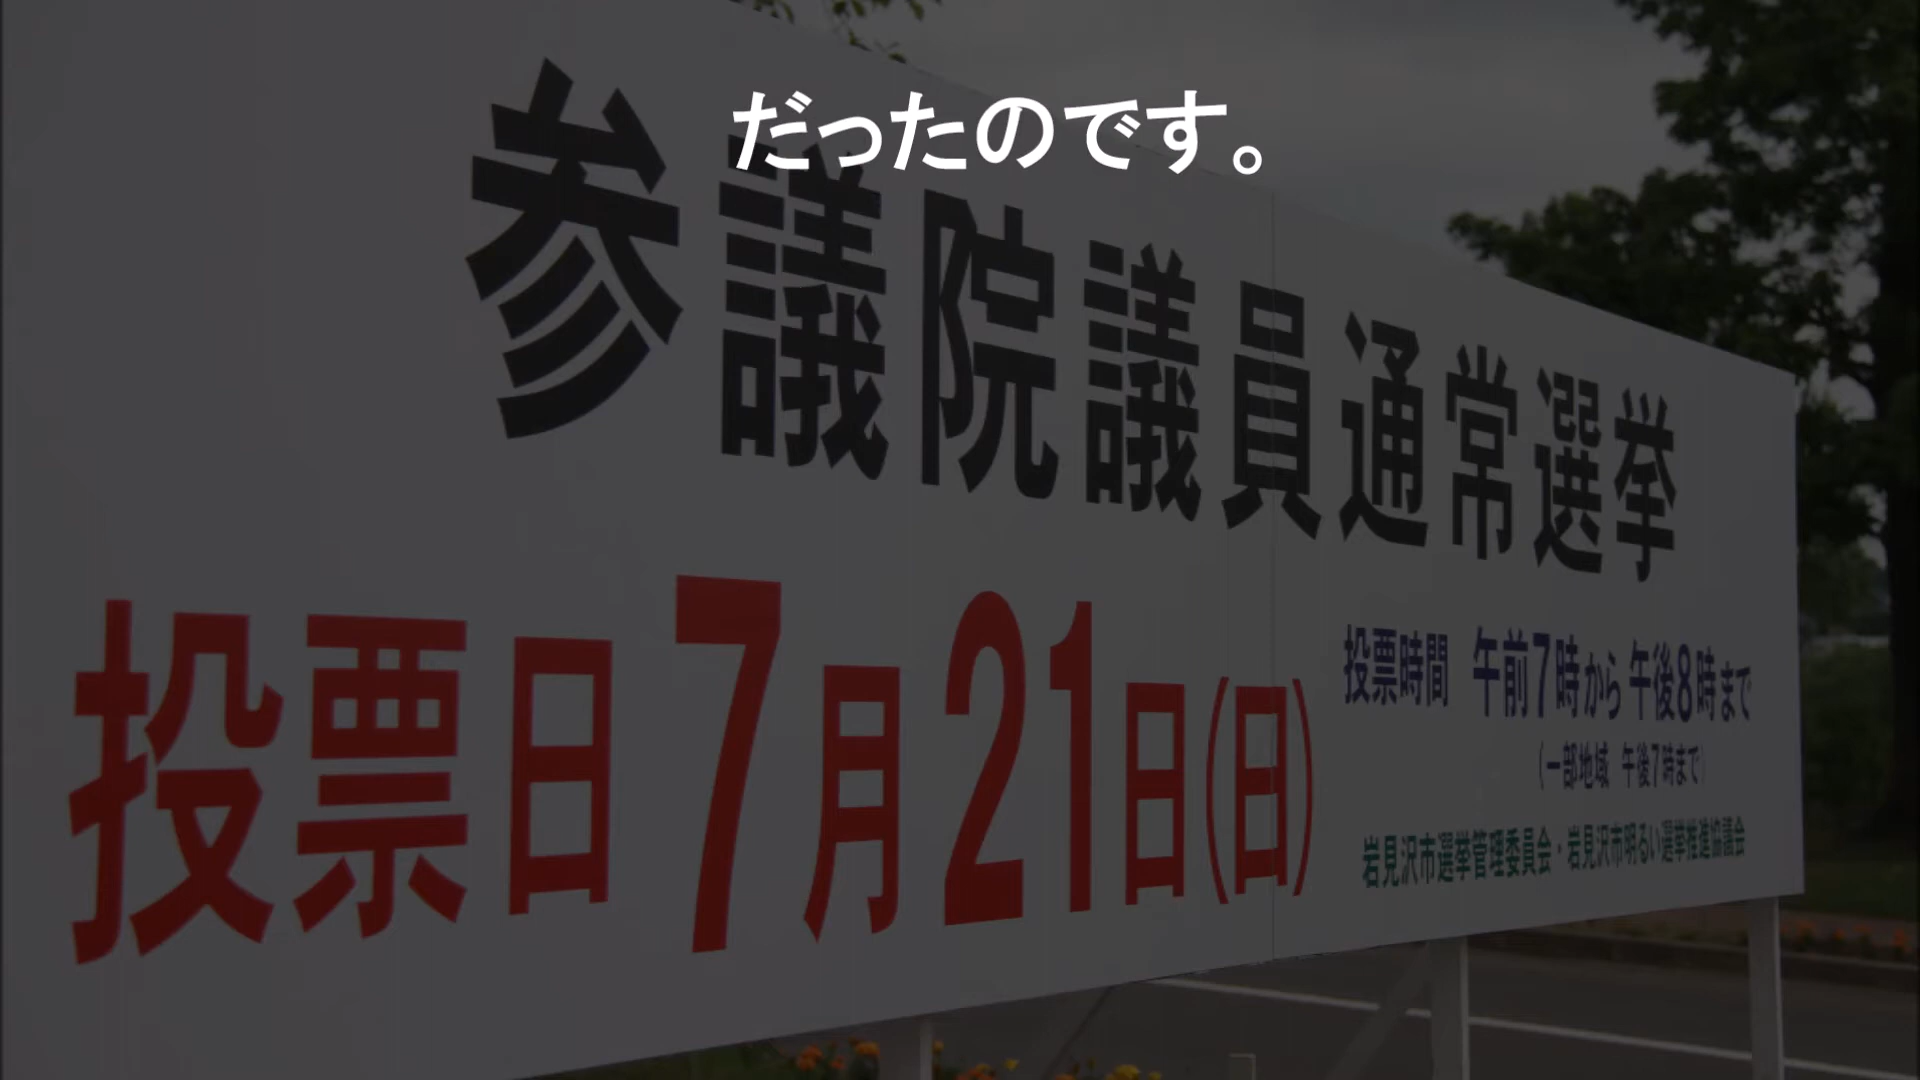 だったのです。
参議院議員通常選挙
投票日7月21日(日)
投票時間 午前7時から午後8時まで
(一部地域 午後7時まで)
岩見沢市選挙管理委員会・岩見沢市明るい選挙推進協議会